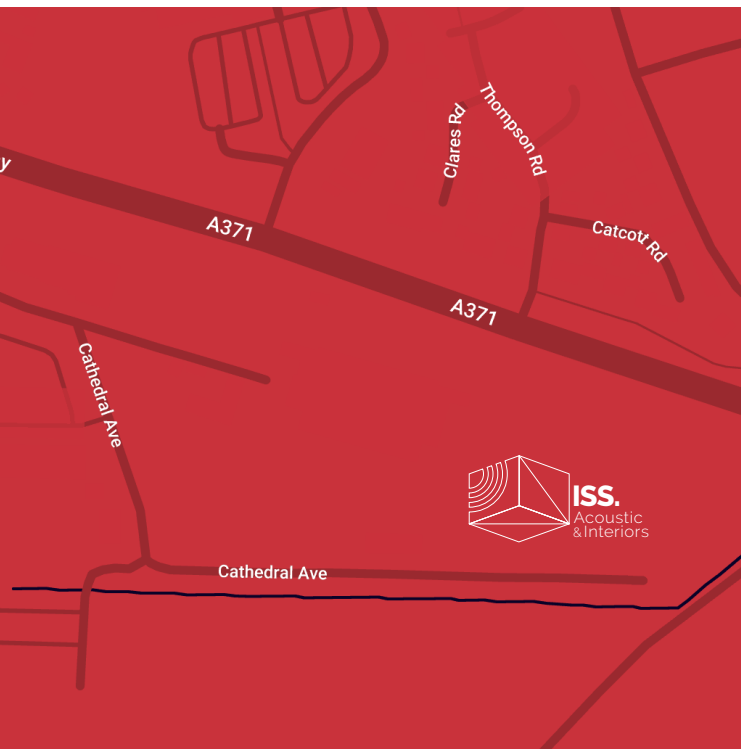 Thompson Rd
Clares Rd
y
A371
Catcott Rd
A371
Cathedral Ave
ISS.
Acoustic
& Interiors
Cathedral Ave